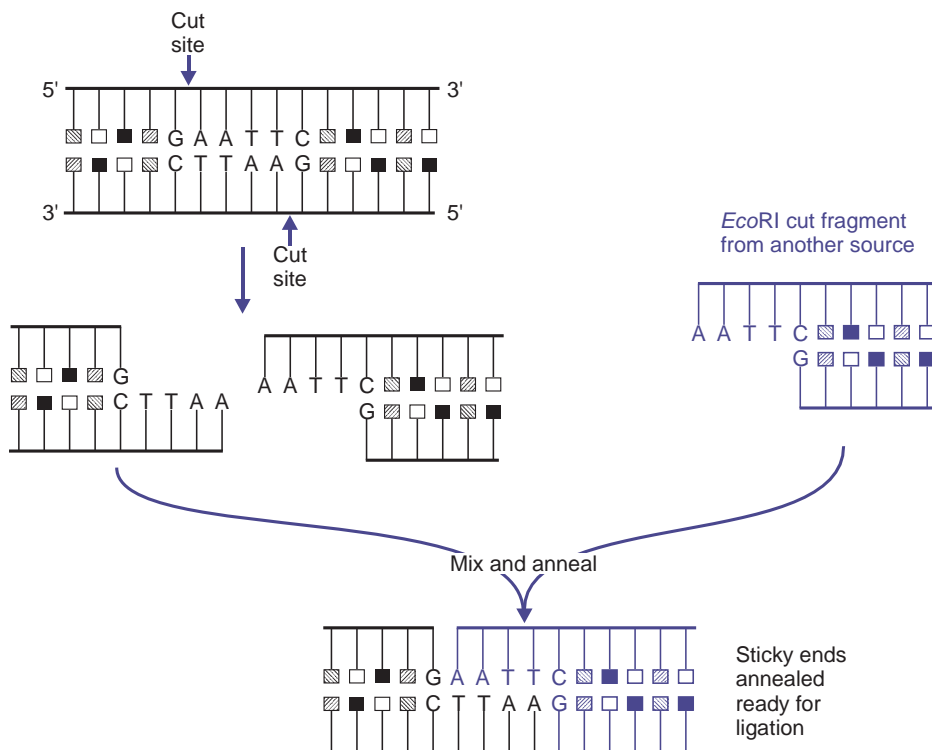 Cut
site
5' 3'
G A A T T C
C T T A A G
3' 5'
Cut
site
EcoRI cut fragment
from another source
G
C T T A A
A A T T C
G
A A T T C
G
Mix and anneal
G A A T T C
C T T A A G
Sticky ends
annealed
ready for
ligation